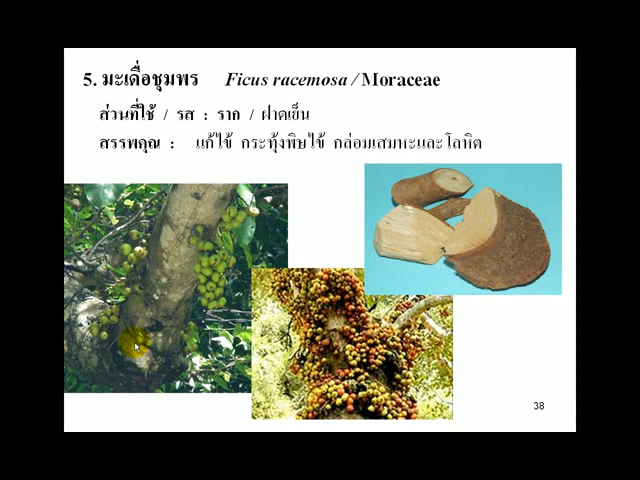 5. มะเดื่อชุมพร Ficus racemosa / Moraceae
ส่วนที่ใช้ / รส : ราก / ฝาดเย็น
สรรพคุณ : แก้ไข้ กระทุ้งพิษไข้ กล่อมเสมหะและโลหิต
38